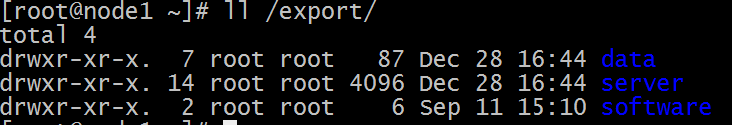 [root@node1 ~]# ll /export/
total 4
drwxr-xr-x.  7 root root   87 Dec 28 16:44 data
drwxr-xr-x. 14 root root 4096 Dec 28 16:44 server
drwxr-xr-x.  2 root root    6 Sep 11 15:10 software
[root@node1 ~]#